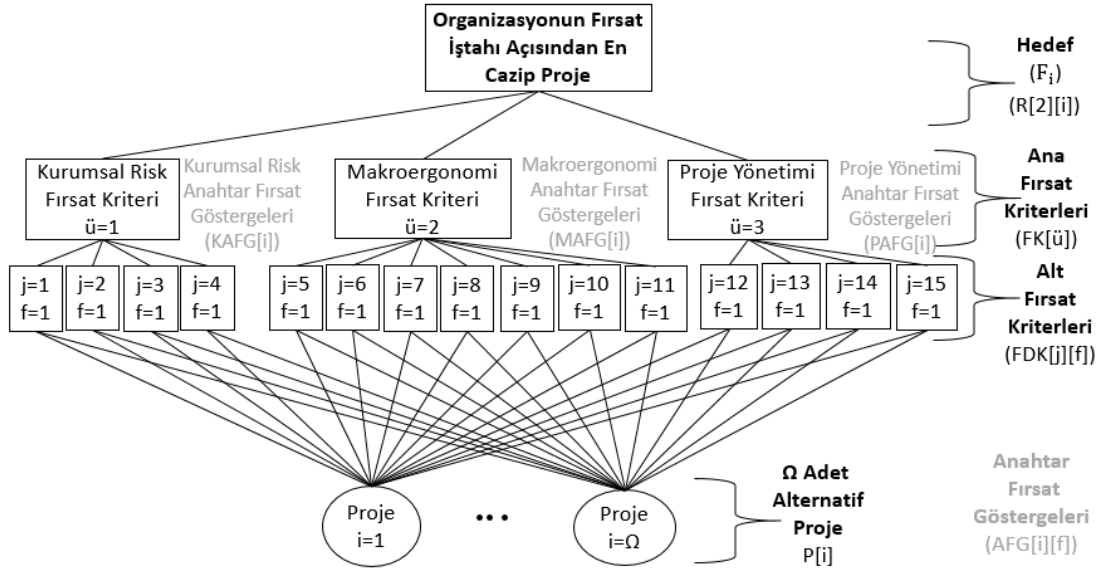 Organizasyonun Fırsat
İştahı Açısından En
Cazip Proje
Hedef
(Fᵢ)
(R[2][i])
Kurumsal Risk
Fırsat Kriteri
ü=1
Kurumsal Risk
Anahtar Fırsat
Göstergeleri
(KAFG[i])
Makroergonomi
Fırsat Kriteri
ü=2
Makroergonomi
Anahtar Fırsat
Göstergeleri
(MAFG[i])
Proje Yönetimi
Fırsat Kriteri
ü=3
Proje Yönetimi
Anahtar Fırsat
Göstergeleri
(PAFG[i])
Ana
Fırsat
Kriterleri
(FK[ü])
j=1
f=1
j=2
f=1
j=3
f=1
j=4
f=1
j=5
f=1
j=6
f=1
j=7
f=1
j=8
f=1
j=9
f=1
j=10
f=1
j=11
f=1
j=12
f=1
j=13
f=1
j=14
f=1
j=15
f=1
Alt
Fırsat
Kriterleri
(FDK[j][f])
Proje
i=1
...
Proje
i=Ω
Ω Adet
Alternatif
Proje
P[i]
Anahtar
Fırsat
Göstergeleri
(AFG[i][f])